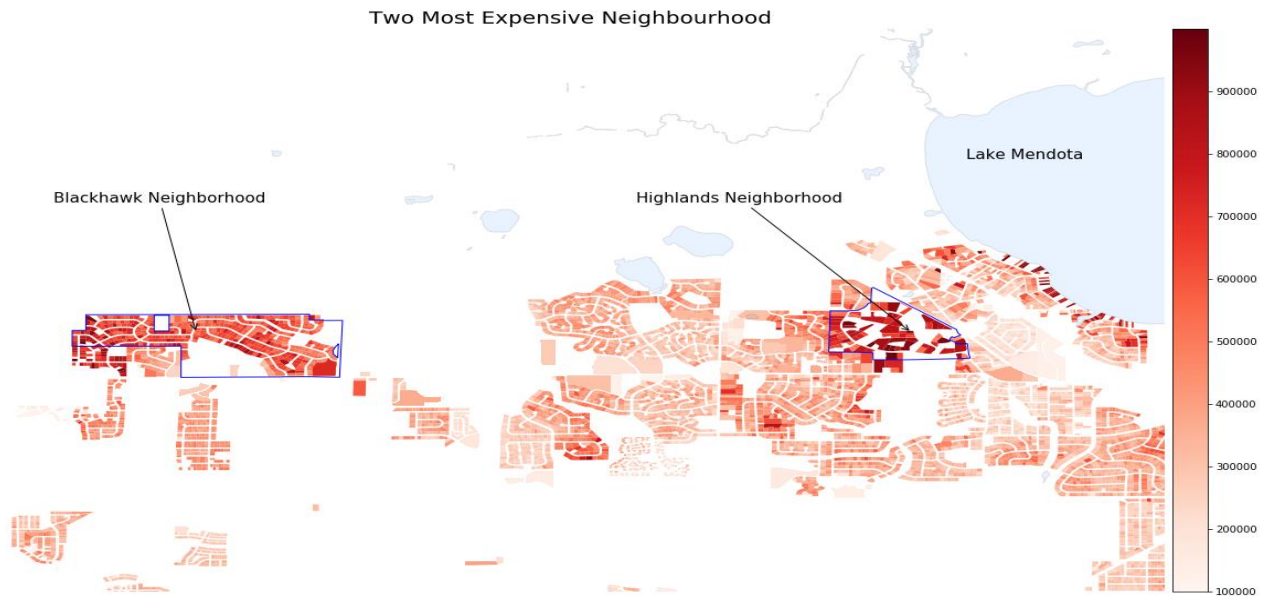 Two Most Expensive Neighbourhood
Lake Mendota
Blackhawk Neighborhood
Highlands Neighborhood
900000
800000
700000
600000
500000
400000
300000
200000
100000